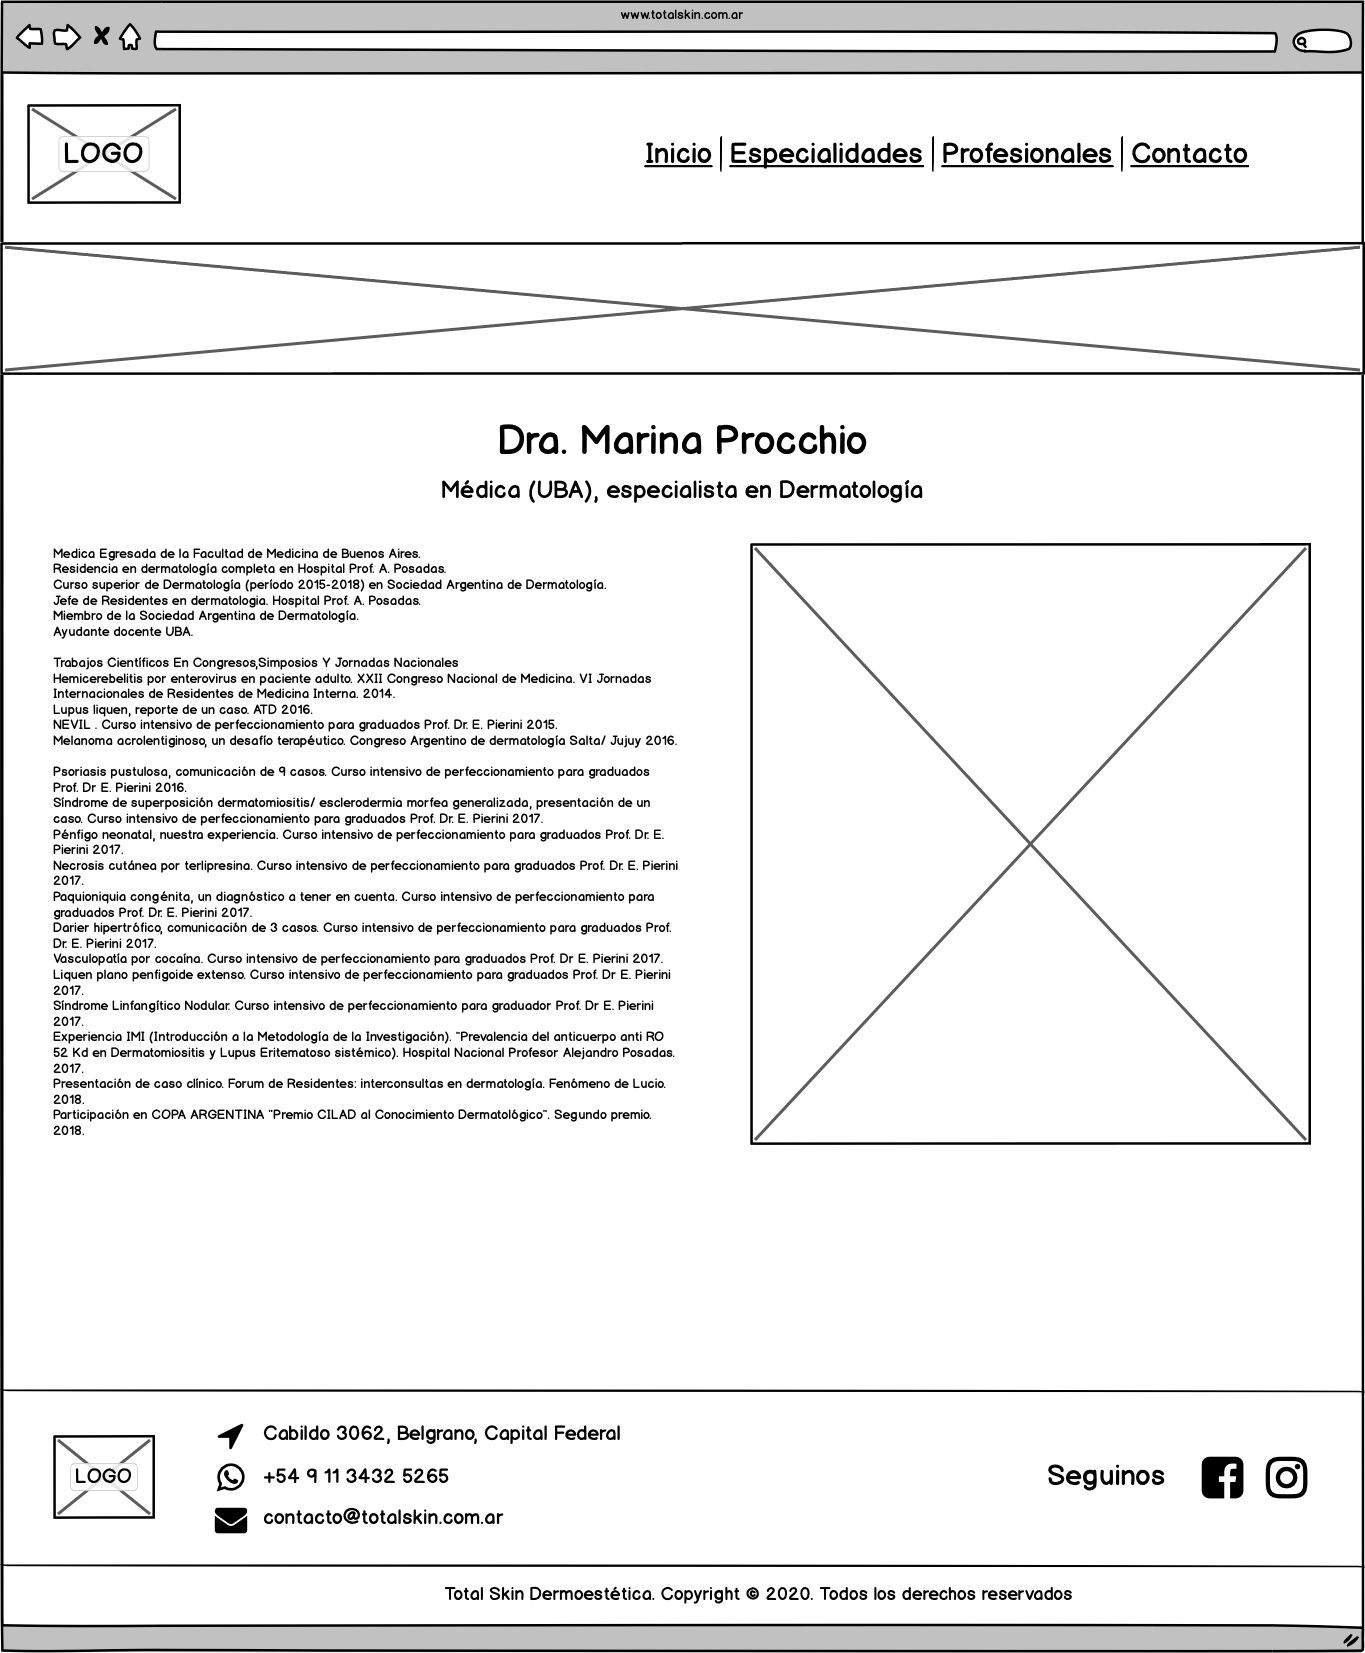 www.totalskin.com.ar
LOGO
Inicio | Especialidades | Profesionales | Contacto
Dra. Marina Procchio
Médica (UBA), especialista en Dermatología
Medica Egresada de la Facultad de Medicina de Buenos Aires.
Residencia en dermatología completa en Hospital Prof. A. Posadas.
Curso superior de Dermatología (período 2015-2018) en Sociedad Argentina de Dermatología.
Jefe de Residentes en dermatologia. Hospital Prof. A. Posadas.
Miembro de la Sociedad Argentina de Dermatología.
Ayudante docente UBA.
Trabajos Científicos En Congresos,Simposios Y Jornadas Nacionales
Hemicerebelitis por enterovirus en paciente adulto. XXII Congreso Nacional de Medicina. VI Jornadas
Internacionales de Residentes de Medicina Interna. 2014.
Lupus liquen, reporte de un caso. ATD 2016.
NEVIL . Curso intensivo de perfeccionamiento para graduados Prof. Dr. E. Pierini 2015.
Melanoma acrolentiginoso, un desafío terapéutico. Congreso Argentino de dermatología Salta/ Jujuy 2016.
Psoriasis pustulosa, comunicación de 9 casos. Curso intensivo de perfeccionamiento para graduados
Prof. Dr E. Pierini 2016.
Síndrome de superposición dermatomiositis/ esclerodermia morfea generalizada, presentación de un
caso. Curso intensivo de perfeccionamiento para graduados Prof. Dr. E. Pierini 2017.
Pénfigo neonatal, nuestra experiencia. Curso intensivo de perfeccionamiento para graduados Prof. Dr. E.
Pierini 2017.
Necrosis cutánea por terlipresina. Curso intensivo de perfeccionamiento para graduados Prof. Dr. E. Pierini
2017.
Paquioniquia congénita, un diagnóstico a tener en cuenta. Curso intensivo de perfeccionamiento para
graduados Prof. Dr. E. Pierini 2017.
Darier hipertrófico, comunicación de 3 casos. Curso intensivo de perfeccionamiento para graduados Prof.
Dr. E. Pierini 2017.
Vasculopatía por cocaína. Curso intensivo de perfeccionamiento para graduados Prof. Dr E. Pierini 2017.
Liquen plano penfigoide extenso. Curso intensivo de perfeccionamiento para graduados Prof. Dr E. Pierini
2017.
Síndrome Linfangítico Nodular. Curso intensivo de perfeccionamiento para graduador Prof. Dr E. Pierini
2017.
Experiencia IMI (Introducción a la Metodología de la Investigación). "Prevalencia del anticuerpo anti RO
52 Kd en Dermatomiositis y Lupus Eritematoso sistémico). Hospital Nacional Profesor Alejandro Posadas.
2017.
Presentación de caso clínico. Forum de Residentes: interconsultas en dermatología. Fenómeno de Lucio.
2018.
Participación en COPA ARGENTINA "Premio CILAD al Conocimiento Dermatológico". Segundo premio.
2018.
LOGO
Cabildo 3062, Belgrano, Capital Federal
+54 9 11 3432 5265
contacto@totalskin.com.ar
Seguinos
Total Skin Dermoestética. Copyright © 2020. Todos los derechos reservados